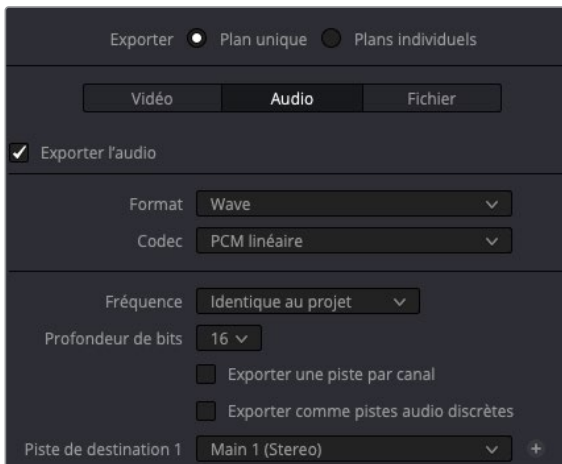 Exporter Plan unique Plans individuels
Vidéo Audio Fichier
Exporter l’audio
Format Wave
Codec PCM linéaire
Fréquence Identique au projet
Profondeur de bits 16
Exporter une piste par canal
Exporter comme pistes audio discrètes
Piste de destination 1 Main 1 (Stereo) +